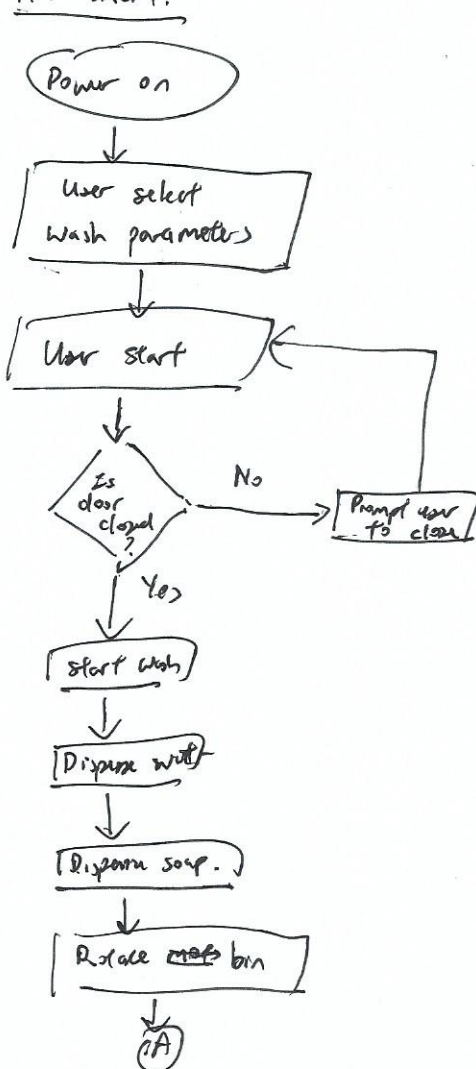 Power on
User select
wash parameters
User start
Is
door
closed
?
No
Prompt user
to close
Yes
Start wash
Dispense water
Dispense soap.
Rotate bin
A